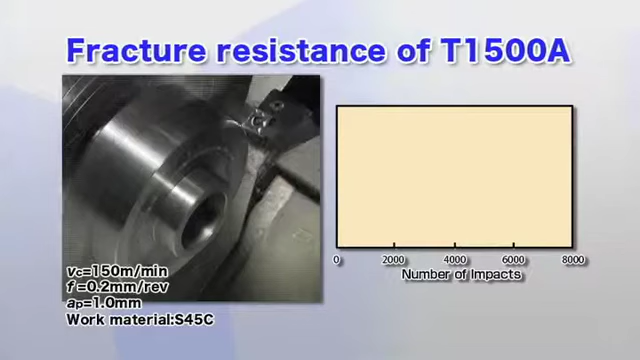 Fracture resistance of T1500A
vc=150m/min
f=0.2mm/rev
ap=1.0mm
Work material:S45C
0 2000 4000 6000 8000
Number of Impacts